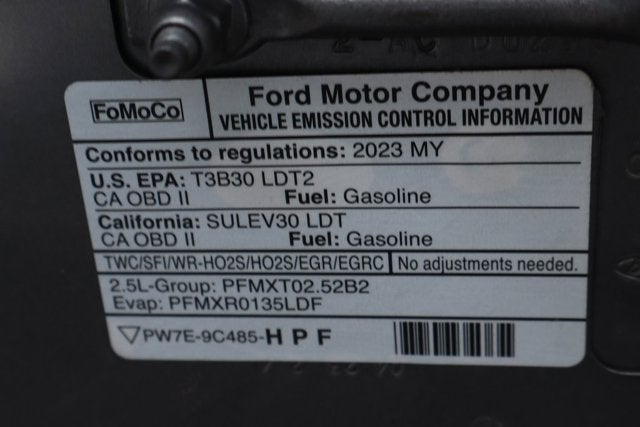 FoMoCo
Ford Motor Company
VEHICLE EMISSION CONTROL INFORMATION
Conforms to regulations: 2023 MY
U.S. EPA: T3B30 LDT2
CA OBD II Fuel: Gasoline
California: SULEV30 LDT
CA OBD II Fuel: Gasoline
TWC/SFI/WR-HO2S/HO2S/EGR/EGRC No adjustments needed.
2.5L-Group: PFMXT02.52B2
Evap: PFMXR0135LDF
PW7E-9C485-H P F